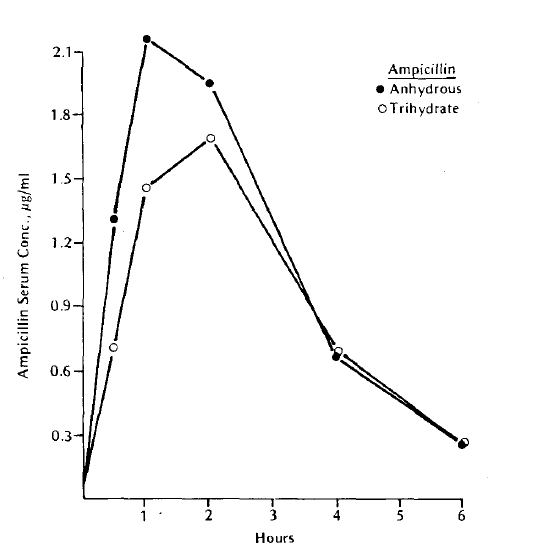 Ampicillin
Anhydrous
Trihydrate
Ampicillin Serum Conc., µg/ml
2.1
1.8
1.5
1.2
0.9
0.6
0.3
1 2 3 4 5 6
Hours